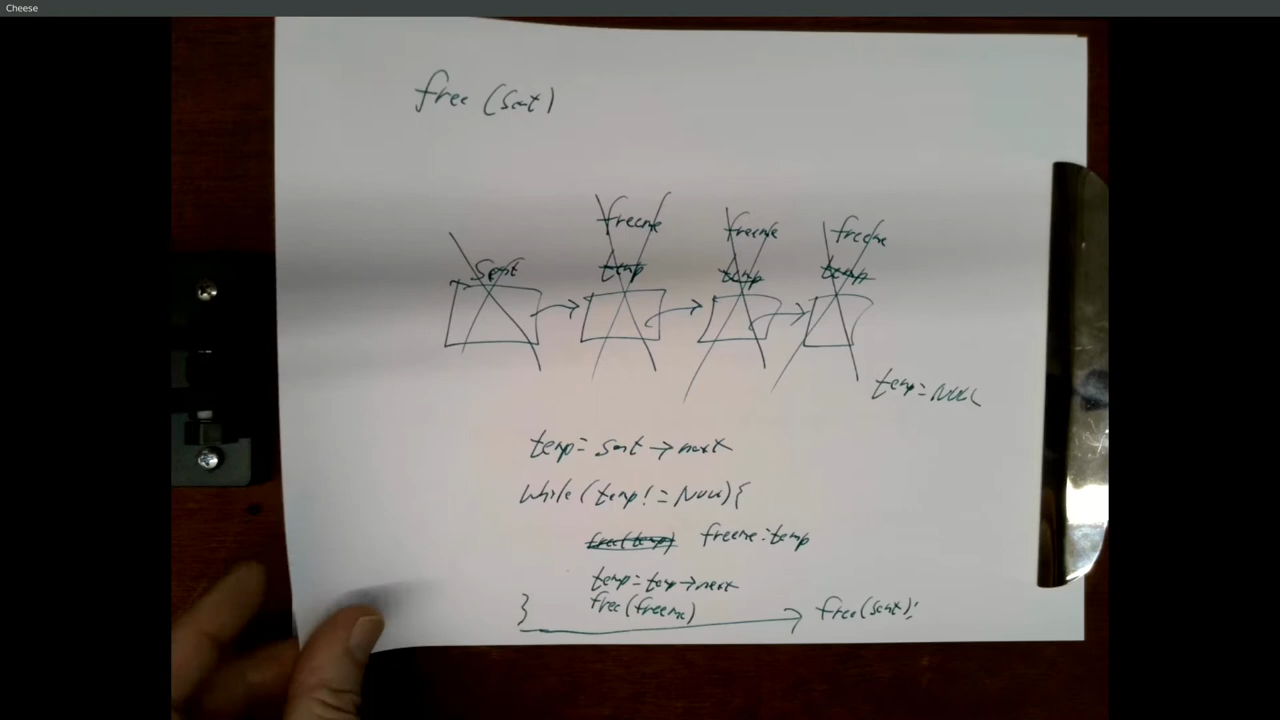 Cheese
free (sent)
freeme freeme freeme
sent temp temp temp
temp = NULL
temp = sent → next
while (temp != NULL) {
free(temp) freeme = temp
temp = temp → next
free (freeme)
} free (sent);